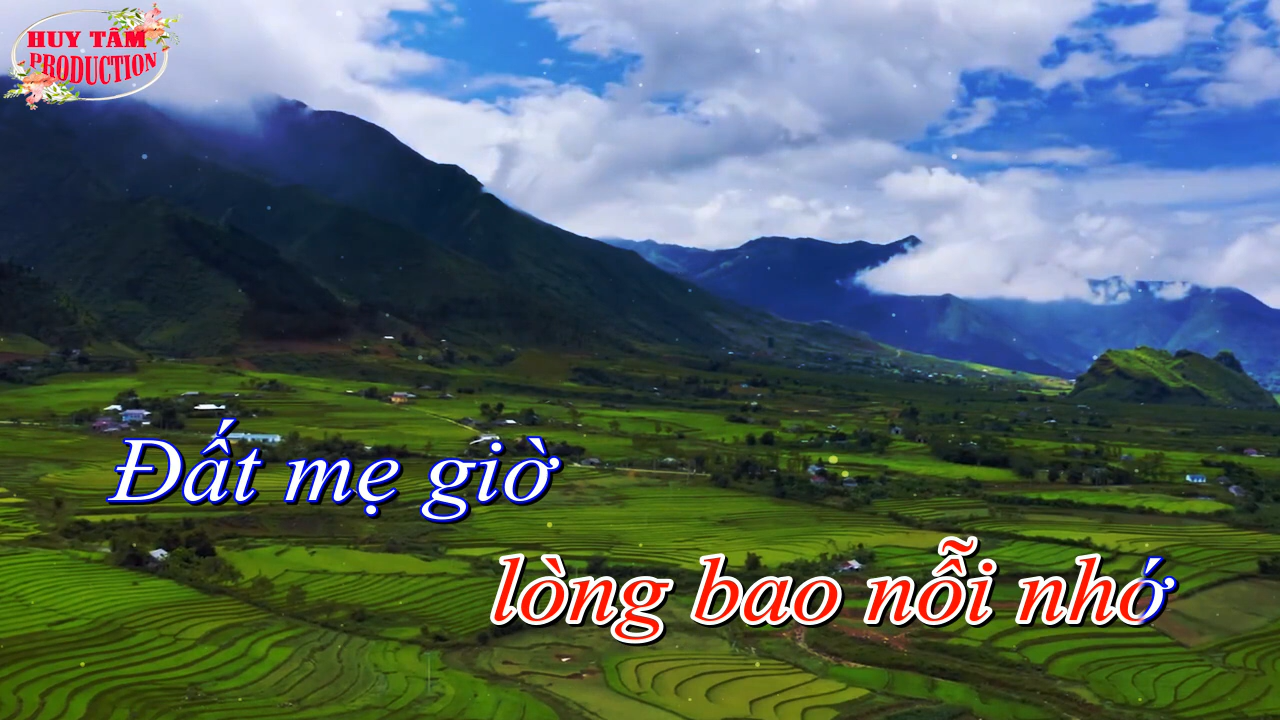 HUY TÂM
PRODUCTION
Đất mẹ giờ
lòng bao nỗi nhớ